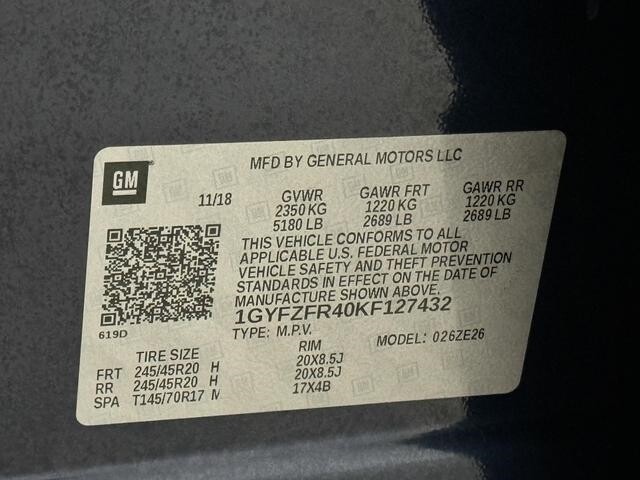 GM
MFD BY GENERAL MOTORS LLC
11/18 GVWR GAWR FRT GAWR RR
2350 KG 1220 KG 1220 KG
5180 LB 2689 LB 2689 LB
THIS VEHICLE CONFORMS TO ALL
APPLICABLE U.S. FEDERAL MOTOR
VEHICLE SAFETY AND THEFT PREVENTION
STANDARDS IN EFFECT ON THE DATE OF
MANUFACTURE SHOWN ABOVE.
1GYFZFR40KF127432
619D
TYPE: M.P.V. MODEL: 026ZE26
TIRE SIZE RIM
FRT 245/45R20 H 20X8.5J
RR 245/45R20 H 20X8.5J
SPA T145/70R17 M 17X4B